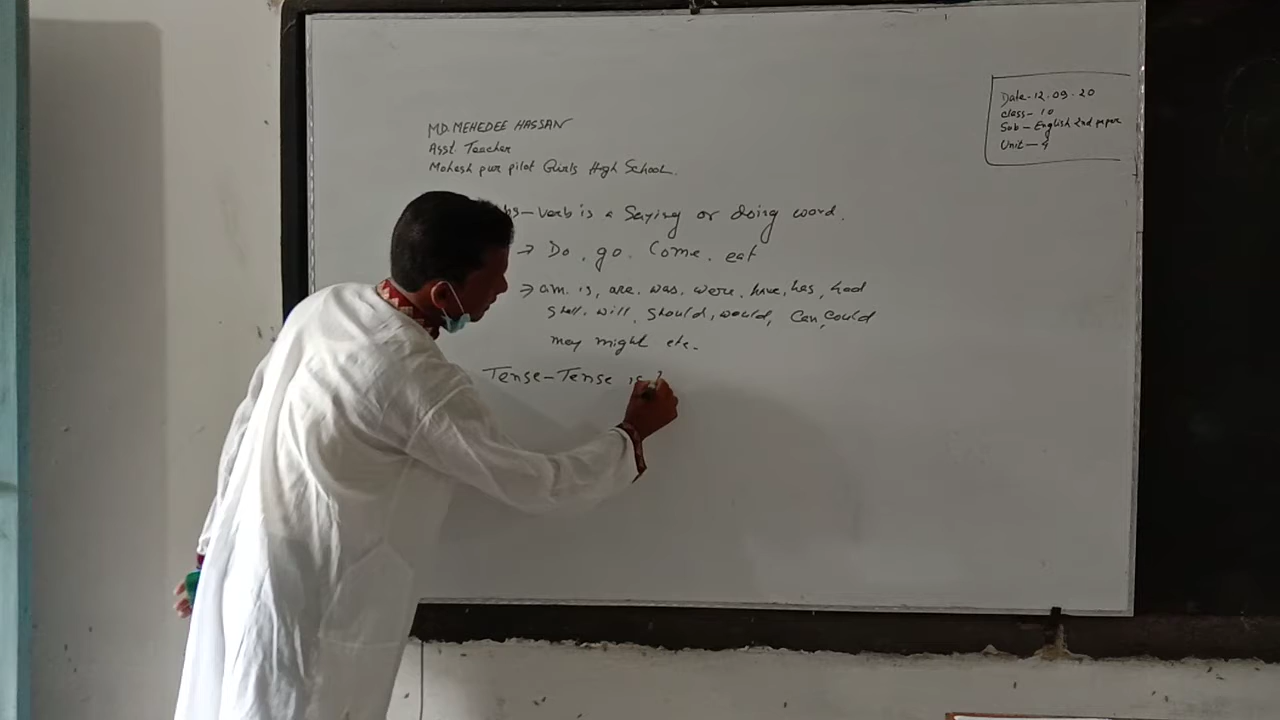 MD. MEHEDEE HASSAN
Asst. Teacher
Mohesh pur pilot Girls High School.
Date-12.09.20
class-10
Sub-English 2nd paper
Unit-4
bs-verb is a Saying or doing word.
→ Do, go. Come. eat
→ am. is, are. was. were. have, has, had
shall. will. should, would, Can, Could
may might etc.
Tense-Tense is